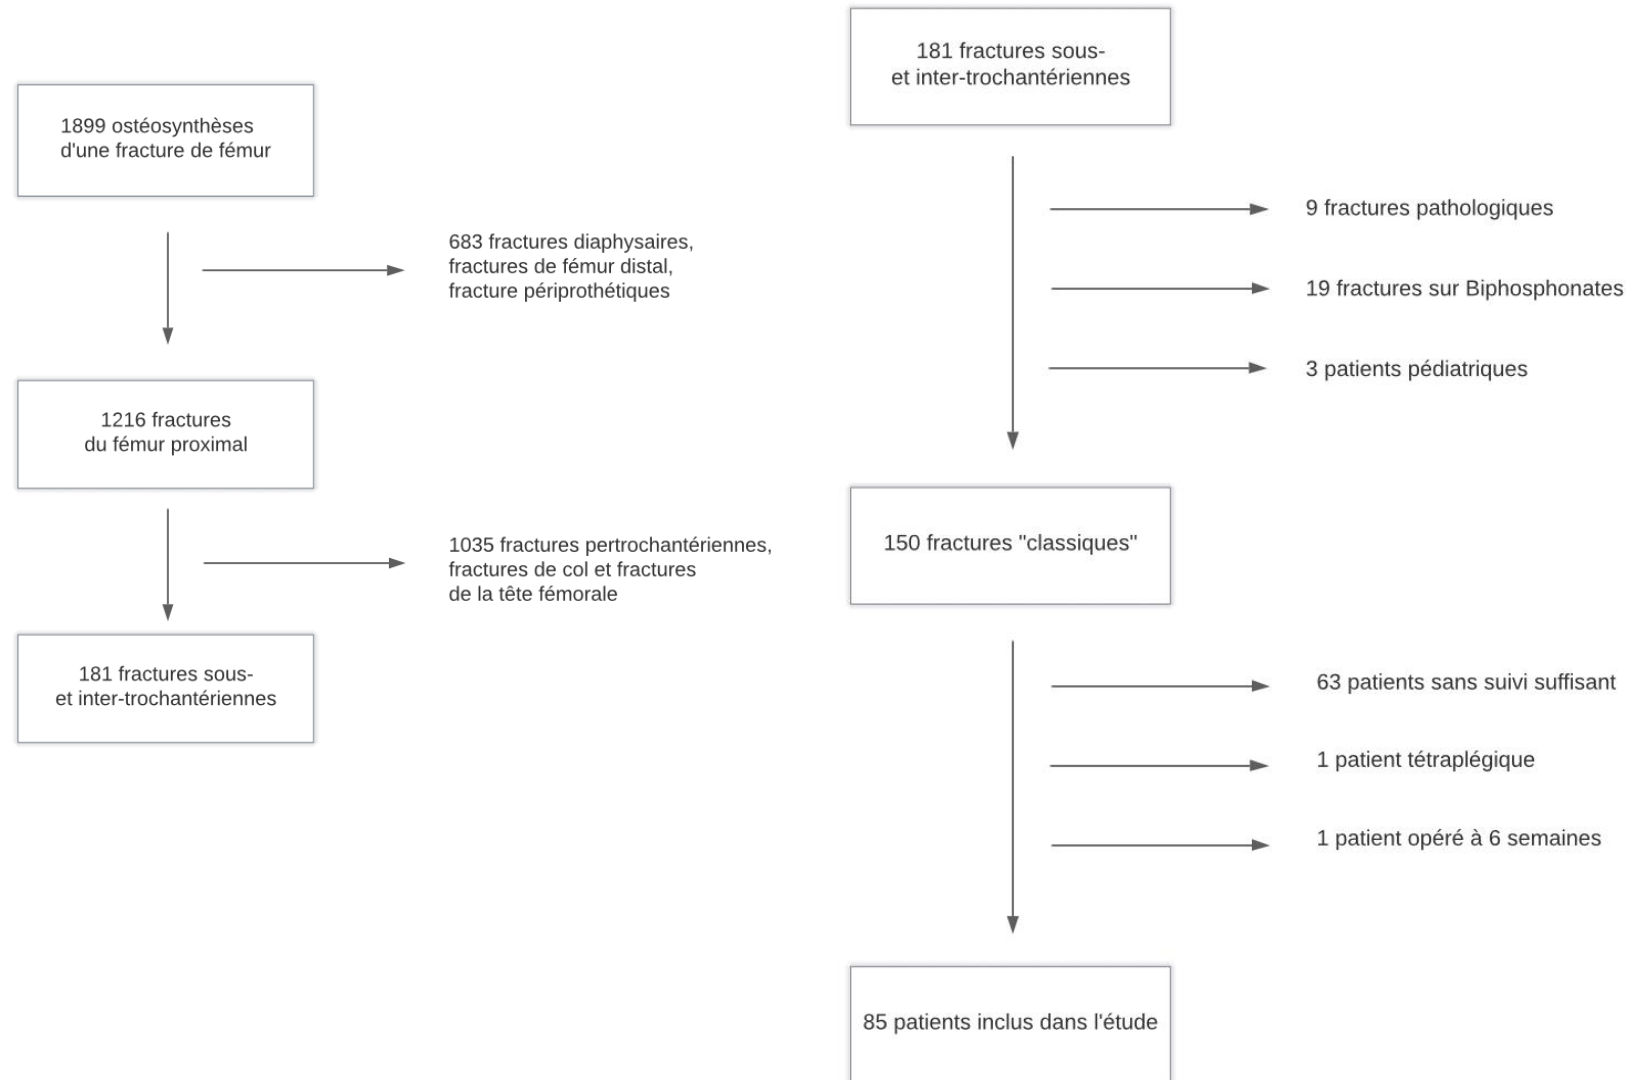 1899 ostéosynthèses
d'une fracture de fémur
683 fractures diaphysaires,
fractures de fémur distal,
fracture périprothétiques
1216 fractures
du fémur proximal
1035 fractures pertrochantériennes,
fractures de col et fractures
de la tête fémorale
181 fractures sous-
et inter-trochantériennes
181 fractures sous-
et inter-trochantériennes
9 fractures pathologiques
19 fractures sur Biphosphonates
3 patients pédiatriques
150 fractures "classiques"
63 patients sans suivi suffisant
1 patient tétraplégique
1 patient opéré à 6 semaines
85 patients inclus dans l'étude